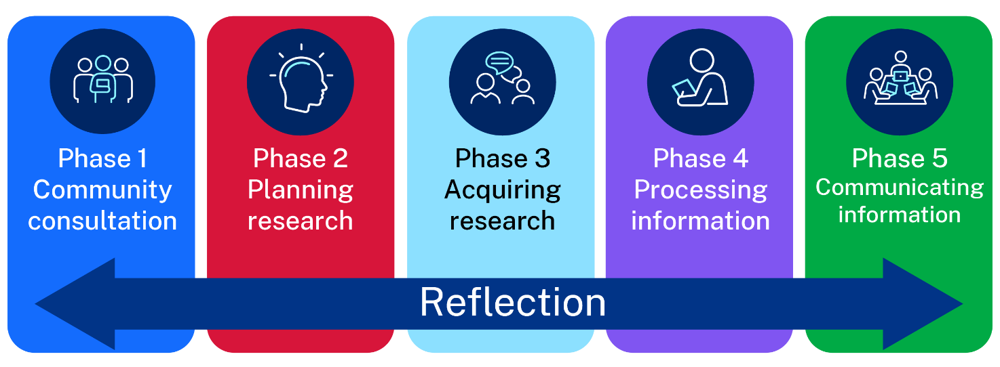 Phase 1
Community
consultation
Phase 2
Planning
research
Phase 3
Acquiring
research
Phase 4
Processing
information
Phase 5
Communicating
information
Reflection